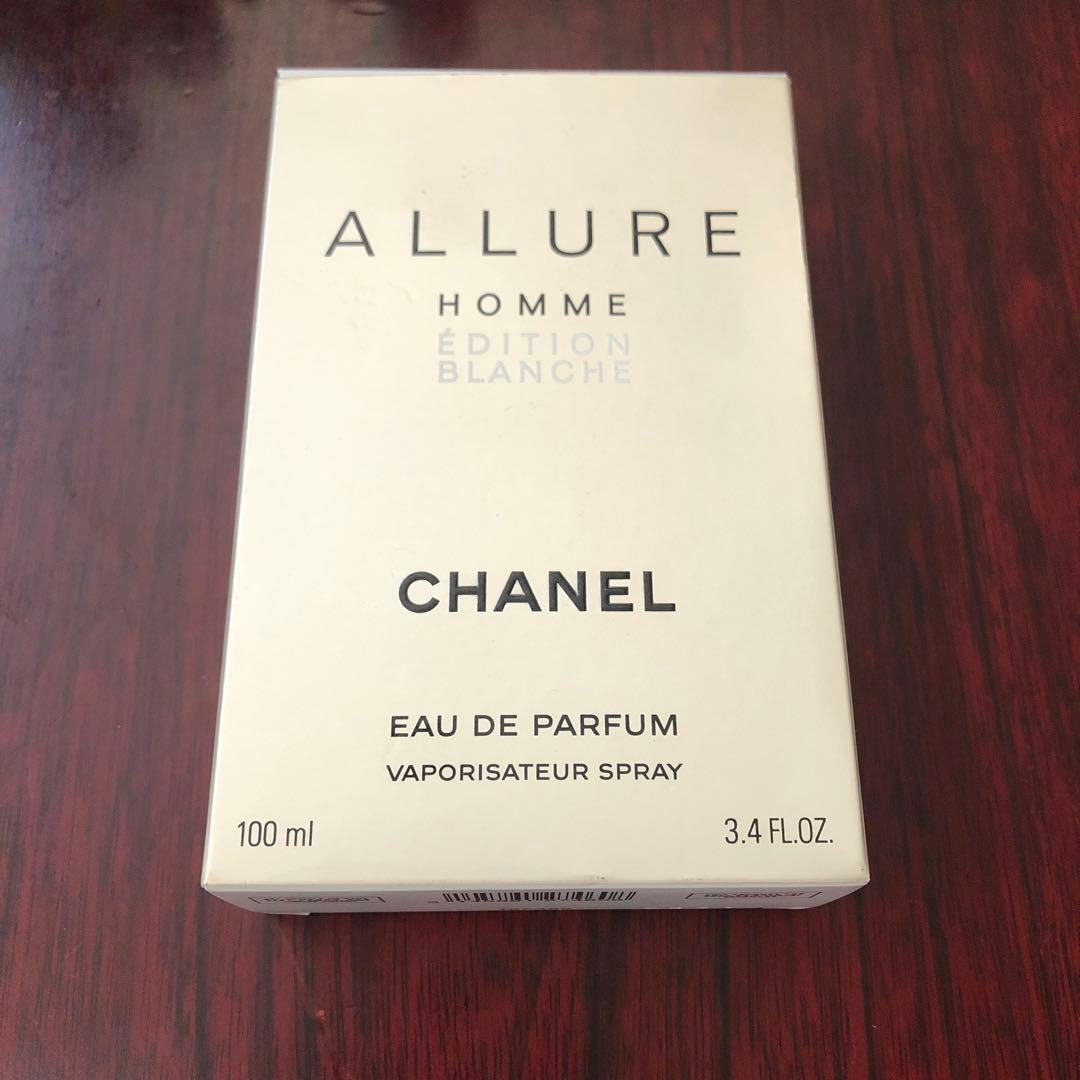 ALLURE
HOMME
ÉDITION
BLANCHE
CHANEL
EAU DE PARFUM
VAPORISATEUR SPRAY
100 ml
3.4 FL.OZ.